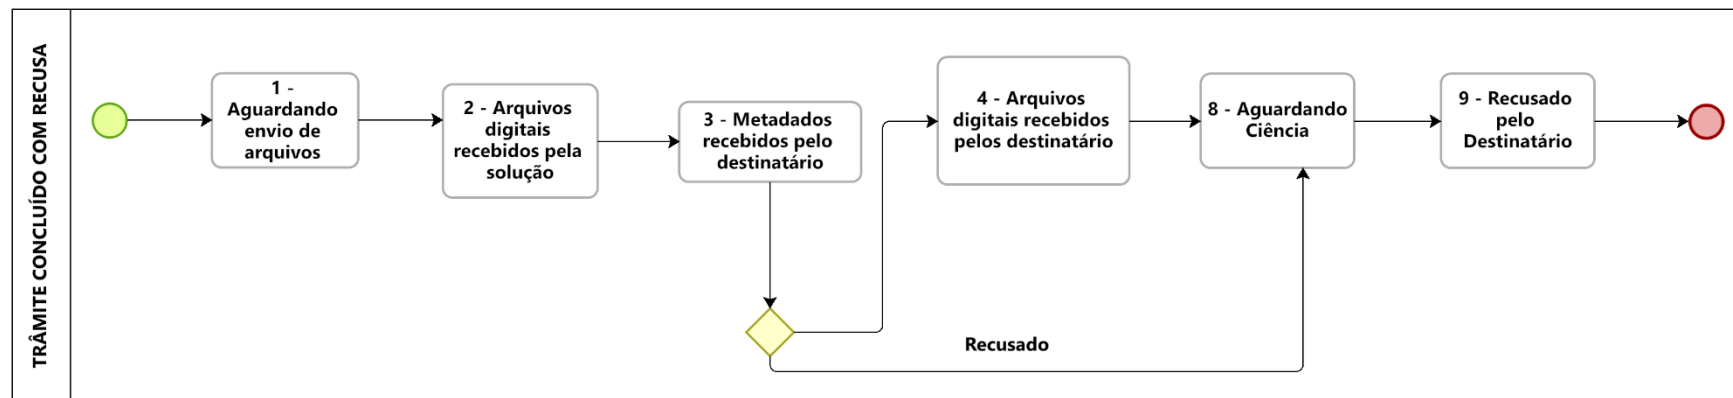 TRÂMITE CONCLUÍDO COM RECUSA
1 -
Aguardando
envio de
arquivos
2 - Arquivos
digitais
recebidos pela
solução
3 - Metadados
recebidos pelo
destinatário
4 - Arquivos
digitais recebidos
pelos destinatário
8 - Aguardando
Ciência
9 - Recusado
pelo
Destinatário
Recusado